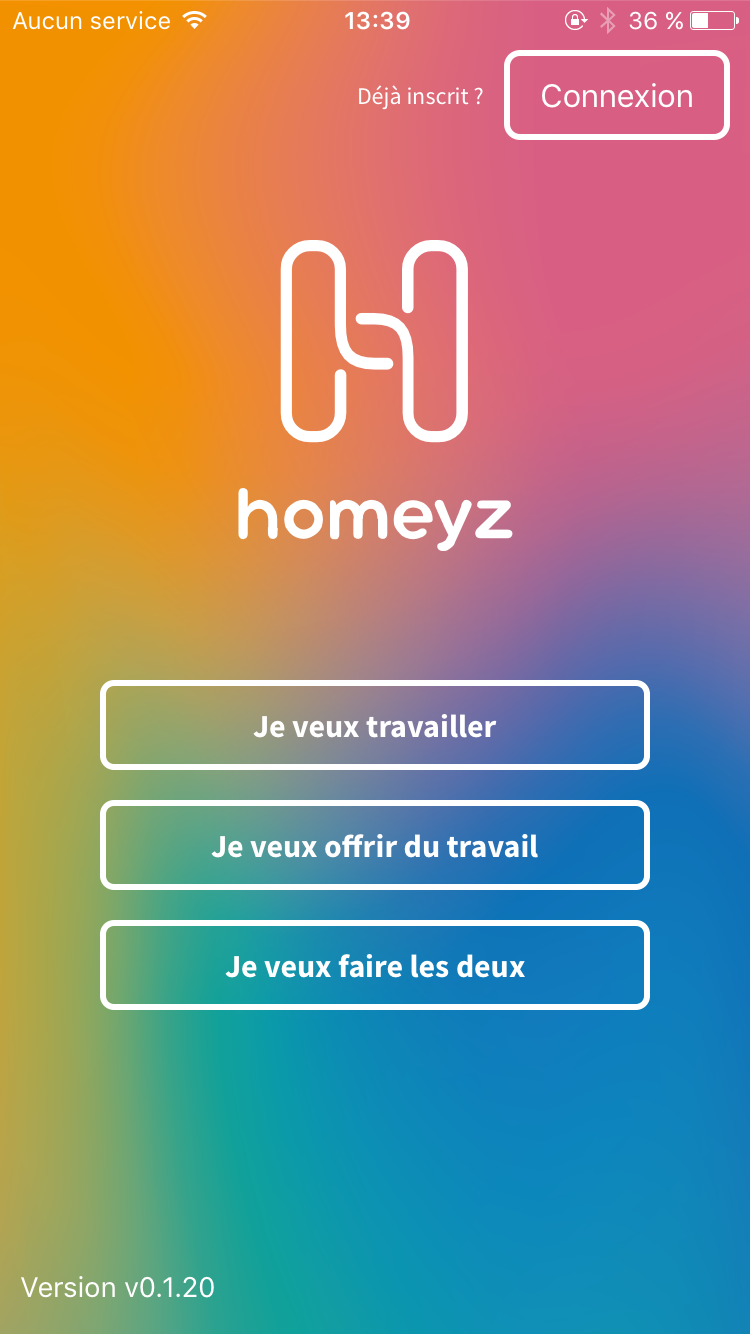 Aucun service 13:39 36 %
Déjà inscrit ? Connexion
homeyz
Je veux travailler
Je veux offrir du travail
Je veux faire les deux
Version v0.1.20